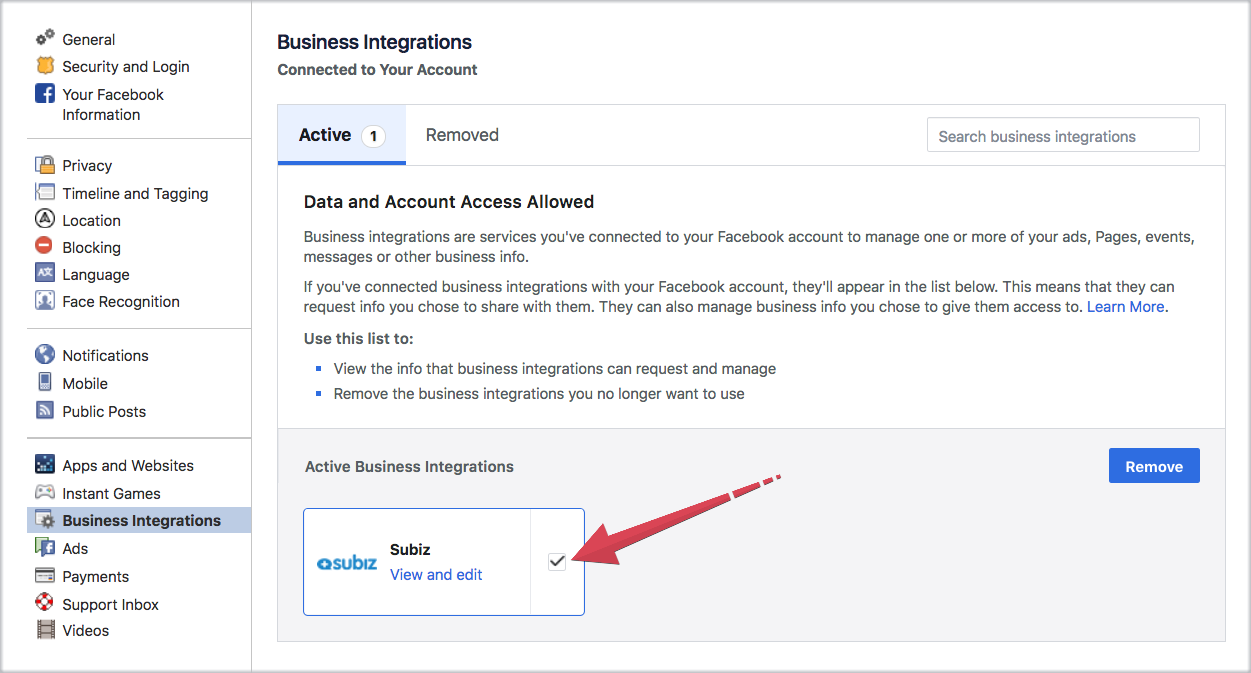 General
Security and Login
Your Facebook
Information
Privacy
Timeline and Tagging
Location
Blocking
Language
Face Recognition
Notifications
Mobile
Public Posts
Apps and Websites
Instant Games
Business Integrations
Ads
Payments
Support Inbox
Videos
Business Integrations
Connected to Your Account
Active 1 Removed Search business integrations
Data and Account Access Allowed
Business integrations are services you've connected to your Facebook account to manage one or more of your ads, Pages, events,
messages or other business info.
If you've connected business integrations with your Facebook account, they'll appear in the list below. This means that they can
request info you chose to share with them. They can also manage business info you chose to give them access to. Learn More.
Use this list to:
View the info that business integrations can request and manage
Remove the business integrations you no longer want to use
Active Business Integrations Remove
subiz
Subiz
View and edit